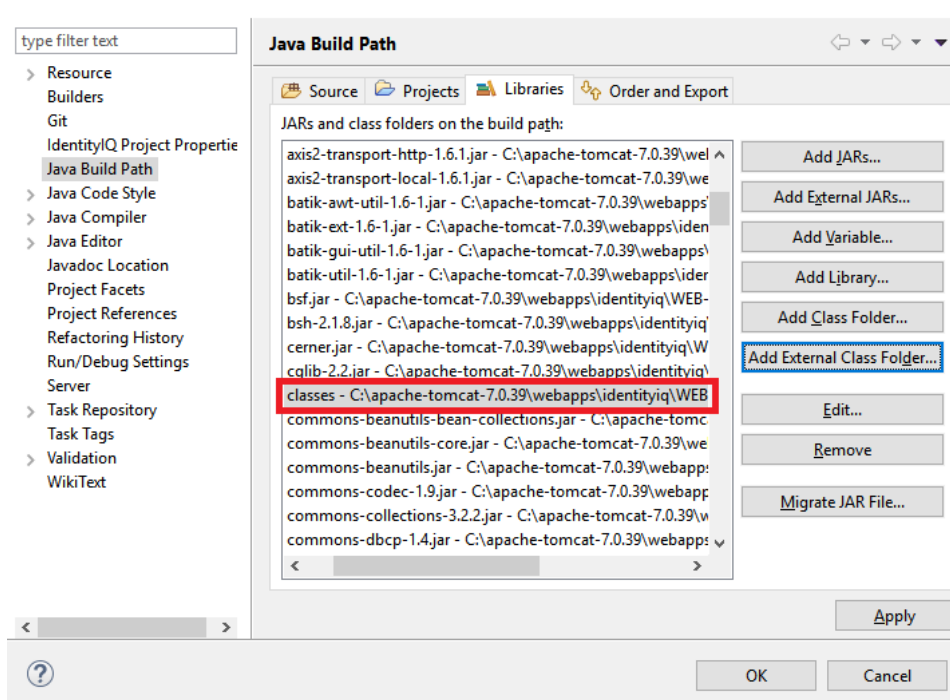 type filter text
Resource
Builders
Git
IdentityIQ Project Propertie
Java Build Path
Java Code Style
Java Compiler
Java Editor
Javadoc Location
Project Facets
Project References
Refactoring History
Run/Debug Settings
Server
Task Repository
Task Tags
Validation
WikiText
Java Build Path
Source Projects Libraries Order and Export
JARs and class folders on the build path:
axis2-transport-http-1.6.1.jar - C:\apache-tomcat-7.0.39\wel
axis2-transport-local-1.6.1.jar - C:\apache-tomcat-7.0.39\we
batik-awt-util-1.6-1.jar - C:\apache-tomcat-7.0.39\webapps'
batik-ext-1.6-1.jar - C:\apache-tomcat-7.0.39\webapps\iden
batik-gui-util-1.6-1.jar - C:\apache-tomcat-7.0.39\webapps\
batik-util-1.6-1.jar - C:\apache-tomcat-7.0.39\webapps\ider
bsf.jar - C:\apache-tomcat-7.0.39\webapps\identityiq\WEB-
bsh-2.1.8.jar - C:\apache-tomcat-7.0.39\webapps\identityiq'
cerner.jar - C:\apache-tomcat-7.0.39\webapps\identityiq\W
cglib-2.2.jar - C:\apache-tomcat-7.0.39\webapps\identityiq\
classes - C:\apache-tomcat-7.0.39\webapps\identityiq\WEB
commons-beanutils-bean-collections.jar - C:\apache-tomc
commons-beanutils-core.jar - C:\apache-tomcat-7.0.39\we
commons-beanutils.jar - C:\apache-tomcat-7.0.39\webapp:
commons-codec-1.9.jar - C:\apache-tomcat-7.0.39\webapp
commons-collections-3.2.2.jar - C:\apache-tomcat-7.0.39\w
commons-dbcp-1.4.jar - C:\apache-tomcat-7.0.39\webapps
Add JARs...
Add External JARs...
Add Variable...
Add Library...
Add Class Folder...
Add External Class Folder...
Edit...
Remove
Migrate JAR File...
Apply
OK Cancel